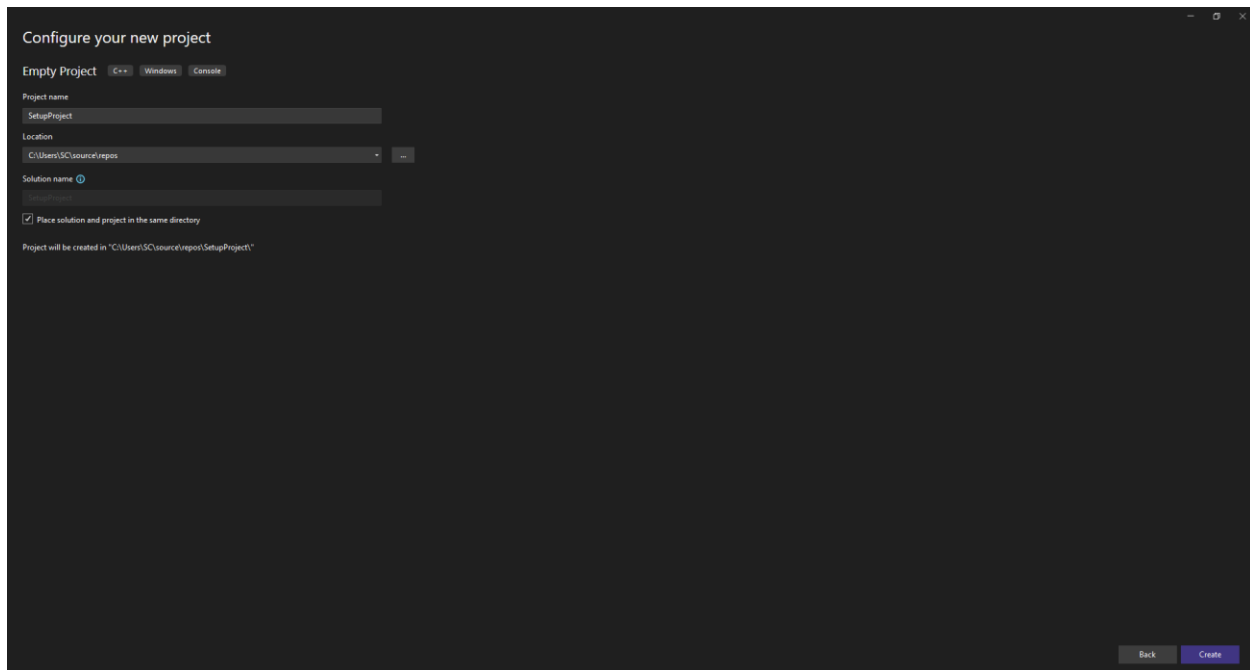 Configure your new project
Empty Project C++ Windows Console
Project name
SetupProject
Location
C:\Users\SC\source\repos
...
Solution name
SetupProject
Place solution and project in the same directory
Project will be created in "C:\Users\SC\source\repos\SetupProject\"
Back Create